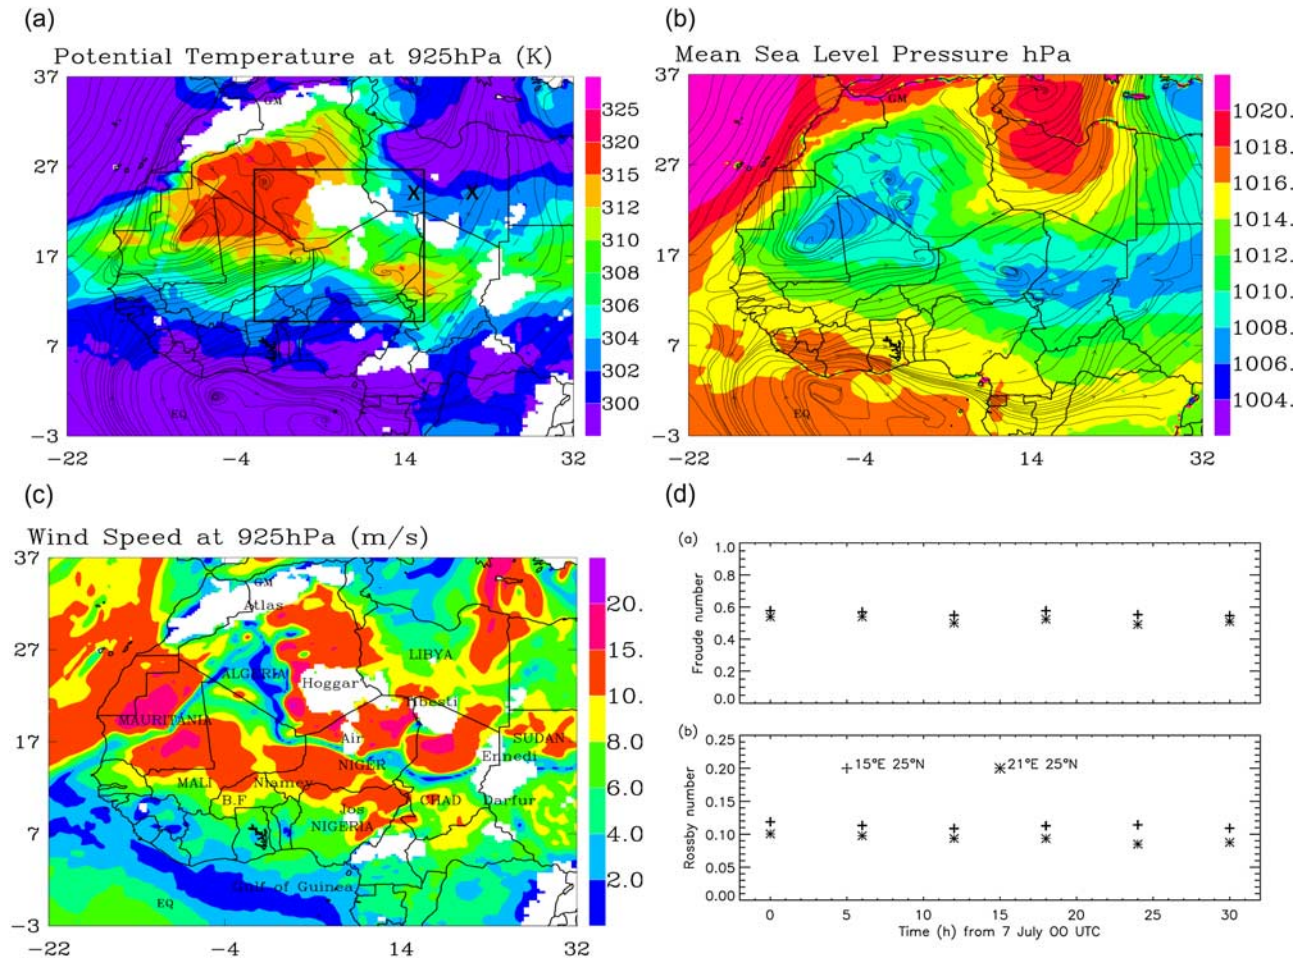 (a)
Potential Temperature at 925hPa (K)
37
27
17
7
−3
−22
−4
14
32
GM
X
X
EQ
325
320
315
312
310
308
306
304
302
300
(b)
Mean Sea Level Pressure hPa
37
27
17
7
−3
−22
−4
14
32
GM
EQ
1020.
1018.
1016.
1014.
1012.
1010.
1008.
1006.
1004.
(c)
Wind Speed at 925hPa (m/s)
37
27
17
7
−3
−22
−4
14
32
GM
Atlas
LIBYA
ALGERIA
Hoggar
Tibesti
MAURITANIA
Air
SUDAN
Ennedi
NIGER
MALI
Niamey
B.F
CHAD
Darfur
Jos
NIGERIA
Gulf of Guinea
EQ
20.
15.
10.
8.0
6.0
4.0
2.0
(d)
(a)
Froude number
1.0
0.8
0.6
0.4
0.2
0.0
(b)
Rossby number
0.25
0.20
0.15
0.10
0.05
0.00
15°E 25°N
21°E 25°N
0
5
10
15
20
25
30
Time (h) from 7 July 00 UTC